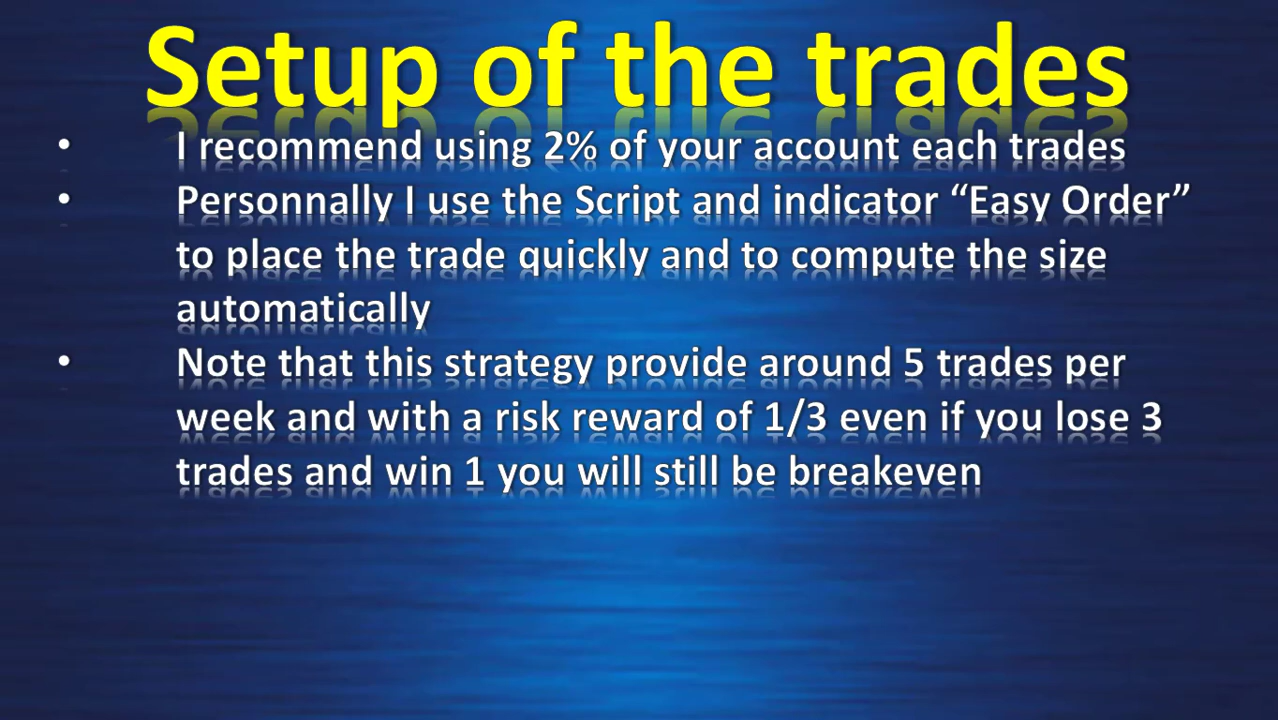 Setup of the trades
• I recommend using 2% of your account each trades
• Personnally I use the Script and indicator “Easy Order”
to place the trade quickly and to compute the size
automatically
• Note that this strategy provide around 5 trades per
week and with a risk reward of 1/3 even if you lose 3
trades and win 1 you will still be breakeven